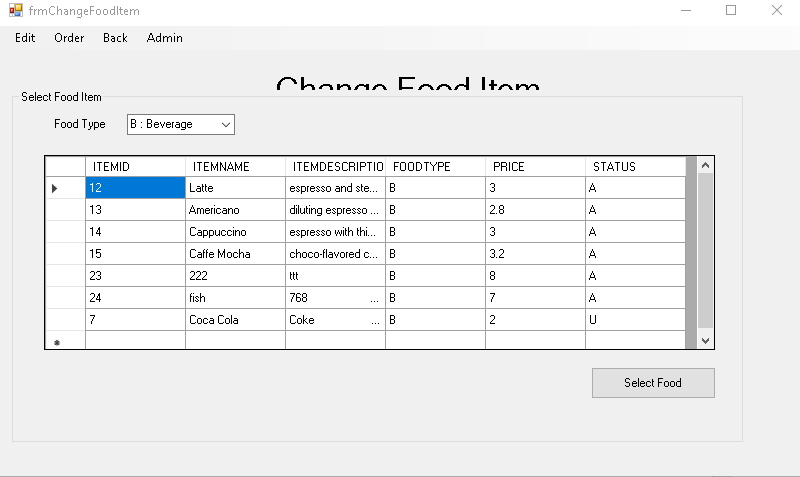 frmChangeFoodItem
Edit Order Back Admin
Change Food Item
Select Food Item
Food Type B : Beverage
ITEMID ITEMNAME ITEMDESCRIPTIO FOODTYPE PRICE STATUS
12 Latte espresso and ste... B 3 A
13 Americano diluting espresso ... B 2.8 A
14 Cappuccino espresso with thi... B 3 A
15 Caffe Mocha choco-flavored c... B 3.2 A
23 222 ttt B 8 A
24 fish 768 ... B 7 A
7 Coca Cola Coke ... B 2 U
Select Food